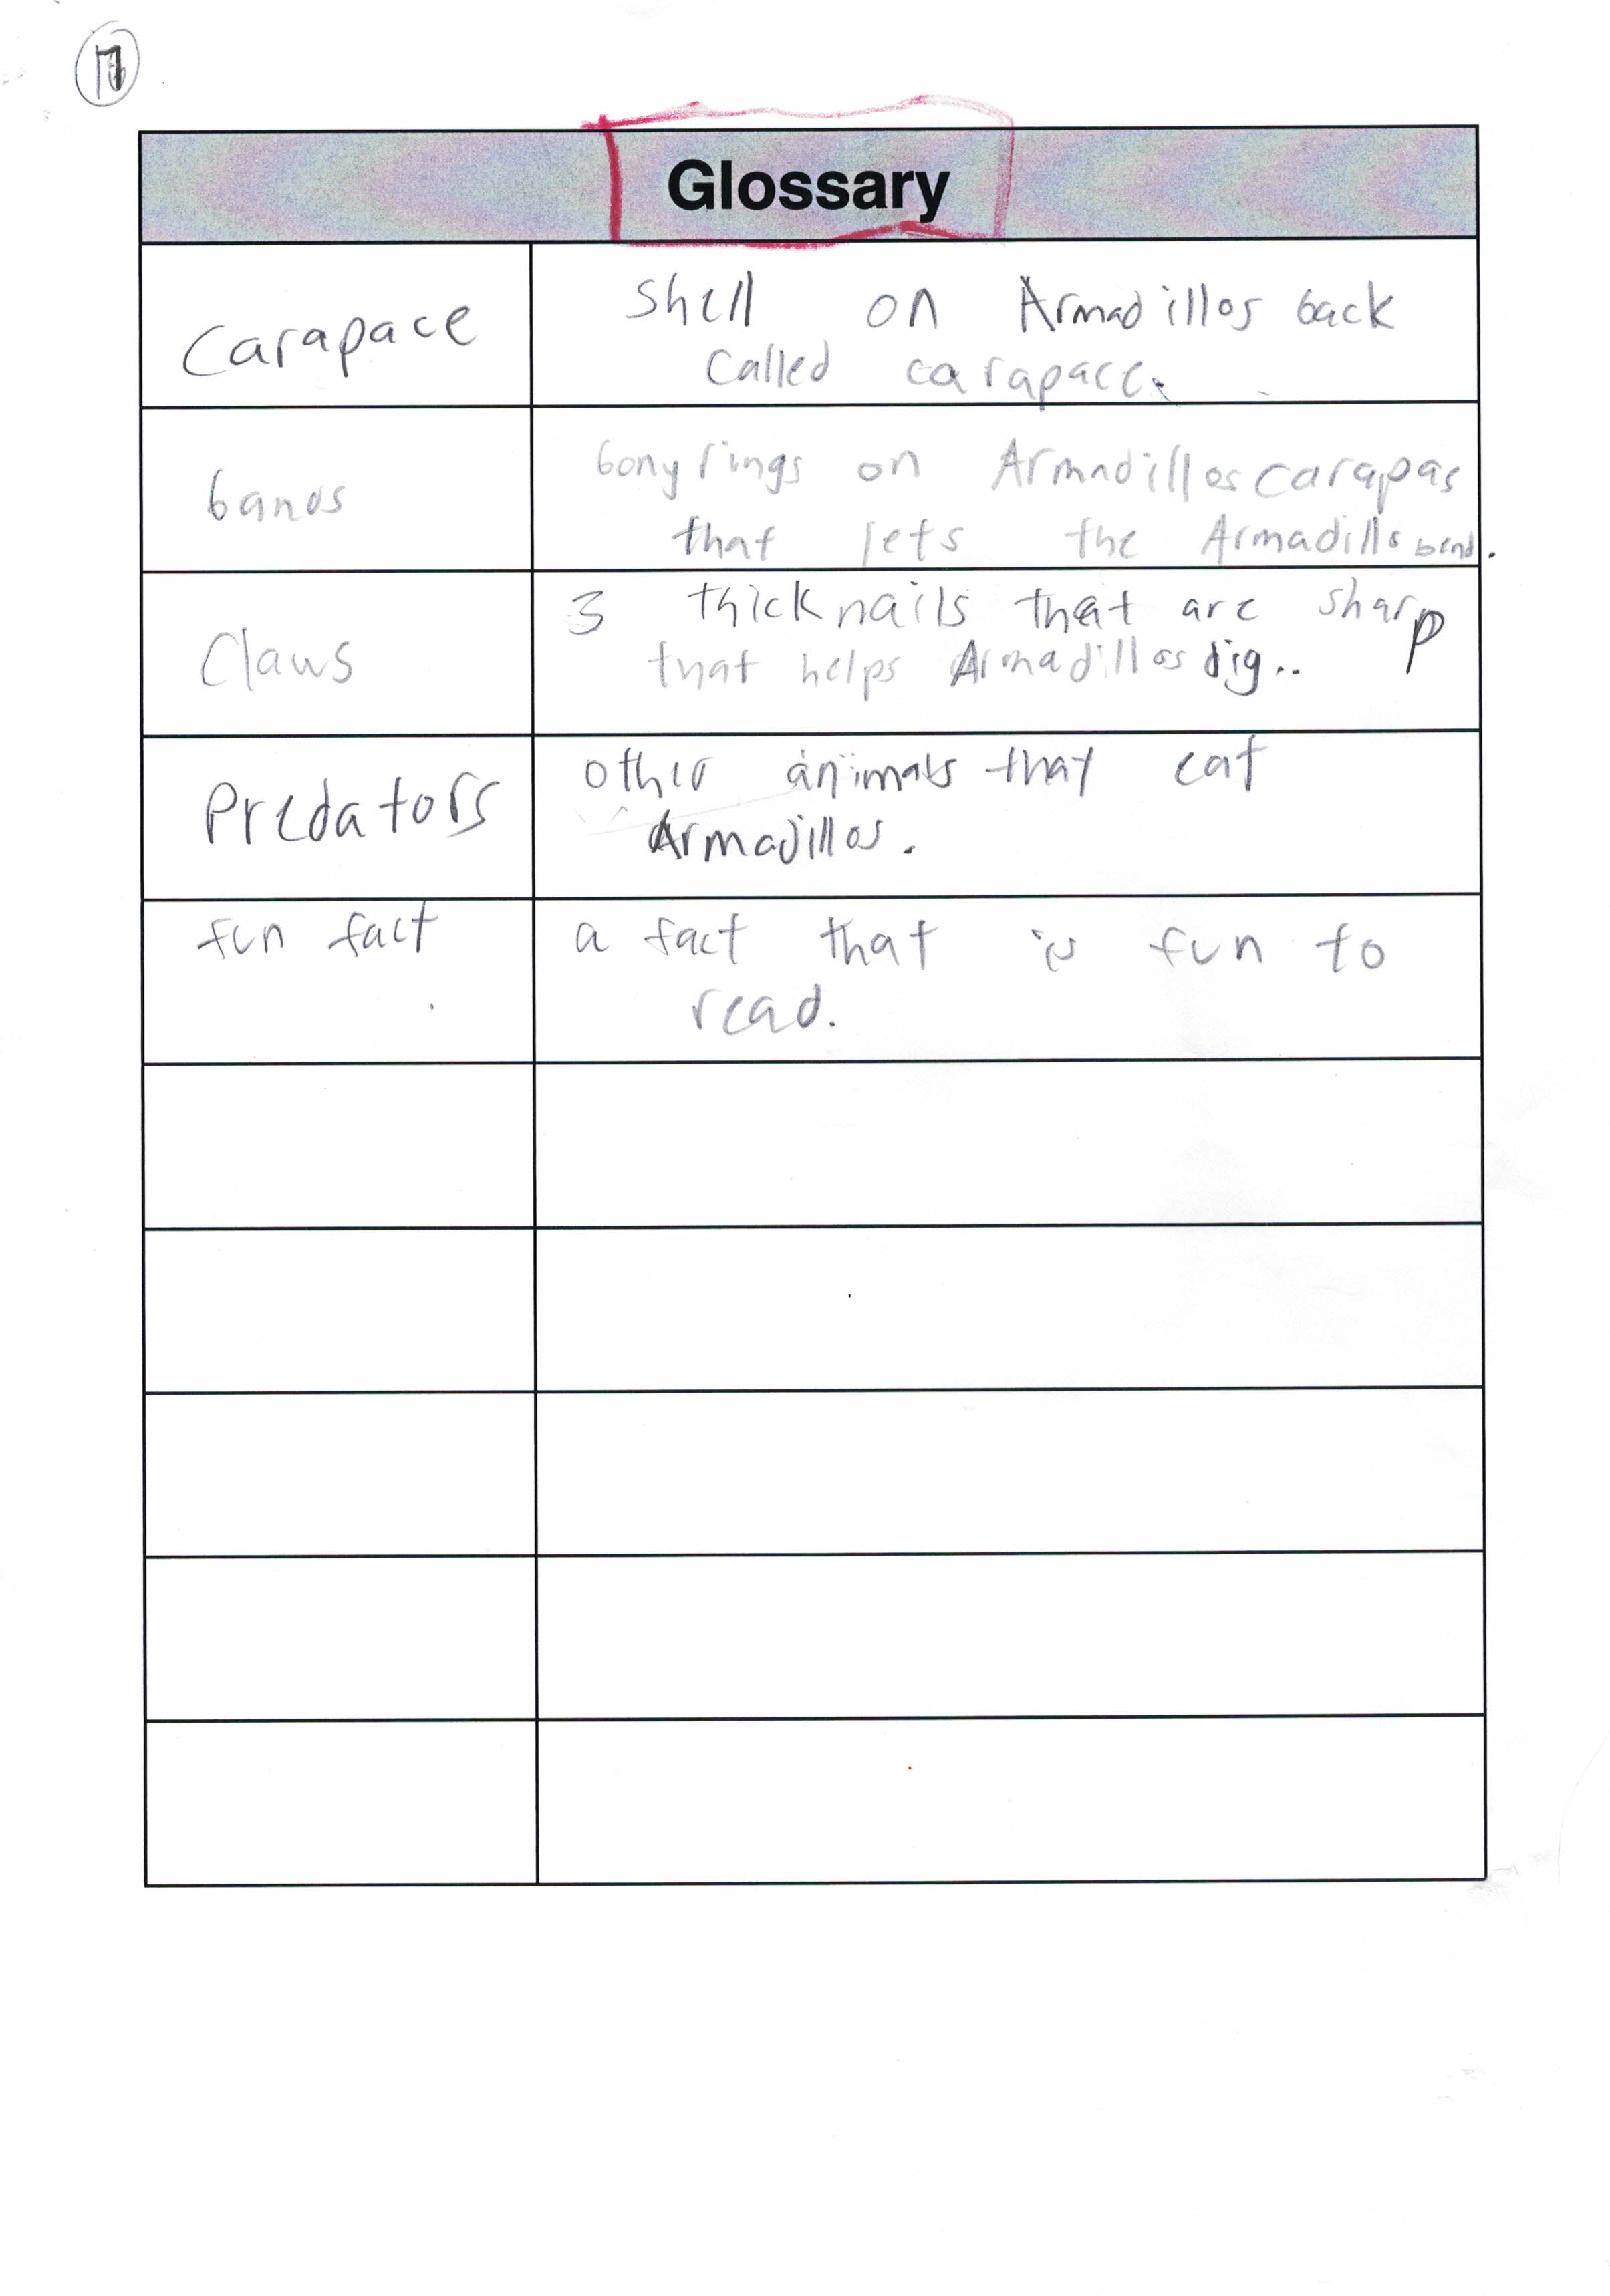 Glossary
Carapace
Shell on Armadillos back
Called carapace.
bands
bony rings on Armadillos carapas
that lets the Armadillo bend.
Claws
3 thick nails that are sharp
that helps Armadillos dig..
Predators
other animals that eat
Armadillos.
fun fact
a fact that is fun to
read.